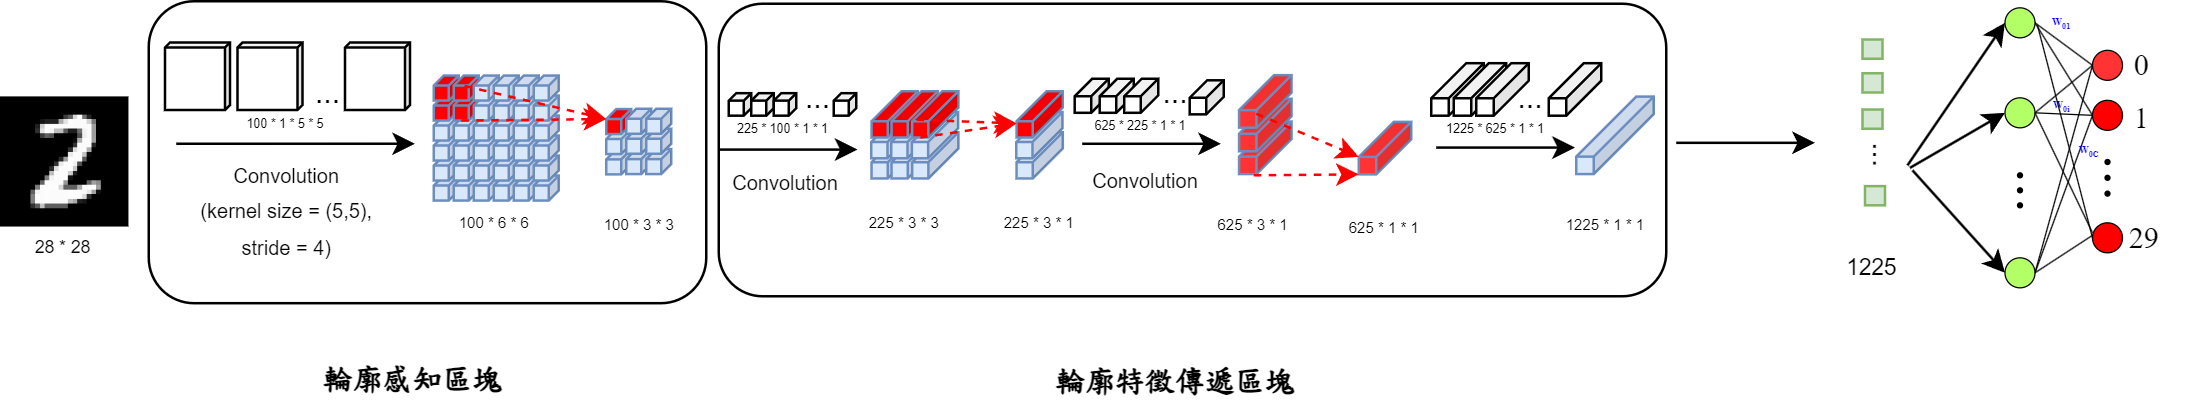 28 * 28
...
100 * 1 * 5 * 5
Convolution
(kernel size = (5,5),
stride = 4)
100 * 6 * 6
100 * 3 * 3
輪廓感知區塊
...
225 * 100 * 1 * 1
Convolution
225 * 3 * 3
225 * 3 * 1
...
625 * 225 * 1 * 1
Convolution
625 * 3 * 1
625 * 1 * 1
...
1225 * 625 * 1 * 1
1225 * 1 * 1
輪廓特徵傳遞區塊
1225
w01
w0i
w0C
0
1
29